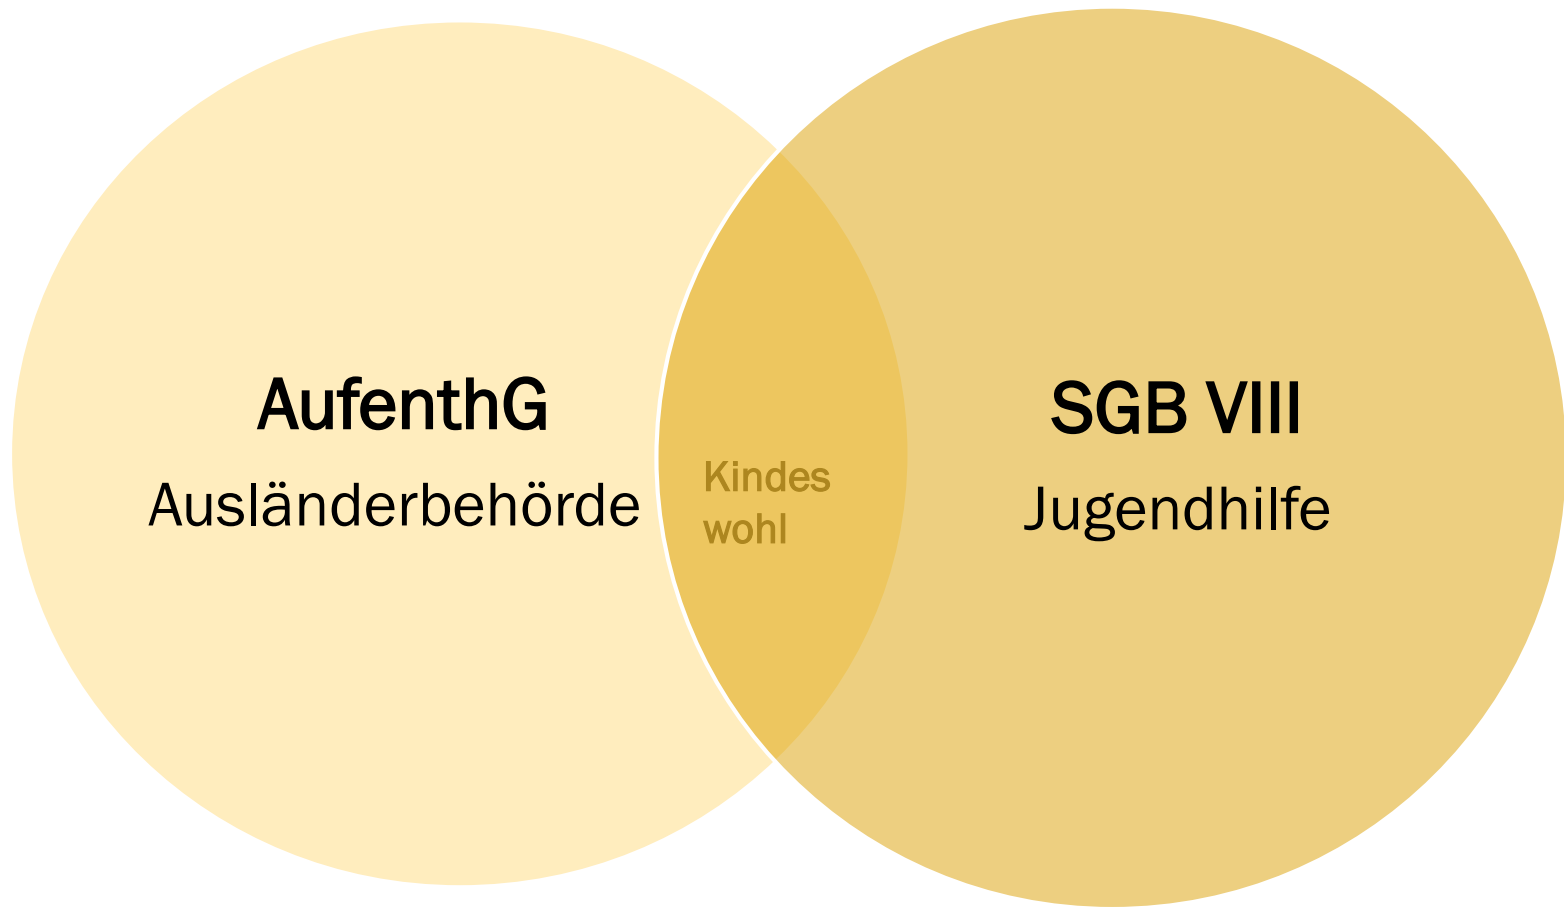 AufenthG
Ausländerbehörde
Kindes
wohl
SGB VIII
Jugendhilfe